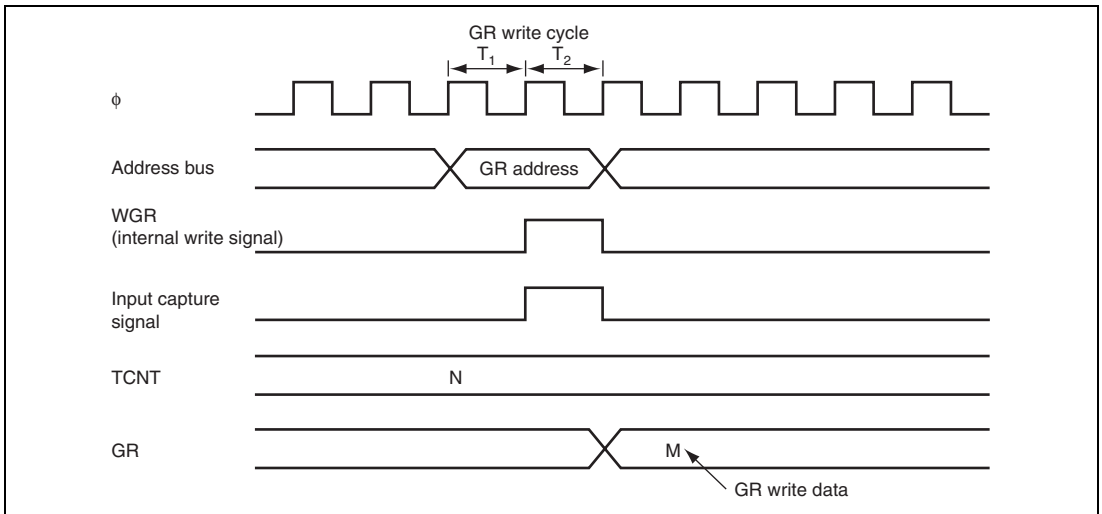 GR write cycle
T1 T2
φ
Address bus
GR address
WGR
(internal write signal)
Input capture
signal
TCNT
N
GR
M
GR write data